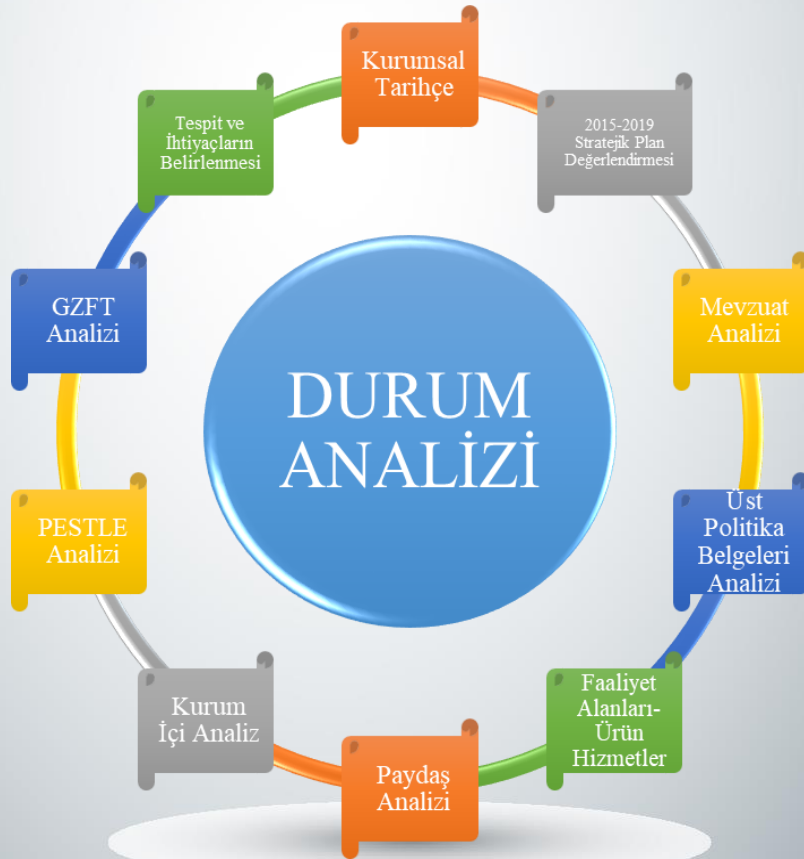 Kurumsal
Tarihçe
2015-2019
Stratejik Plan
Değerlendirmesi
Mevzuat
Analizi
Üst
Politika
Belgeleri
Analizi
Faaliyet
Alanları-
Ürün
Hizmetler
Paydaş
Analizi
Kurum
İçi Analiz
PESTLE
Analizi
GZFT
Analizi
Tespit ve
İhtiyaçların
Belirlenmesi
DURUM
ANALİZİ